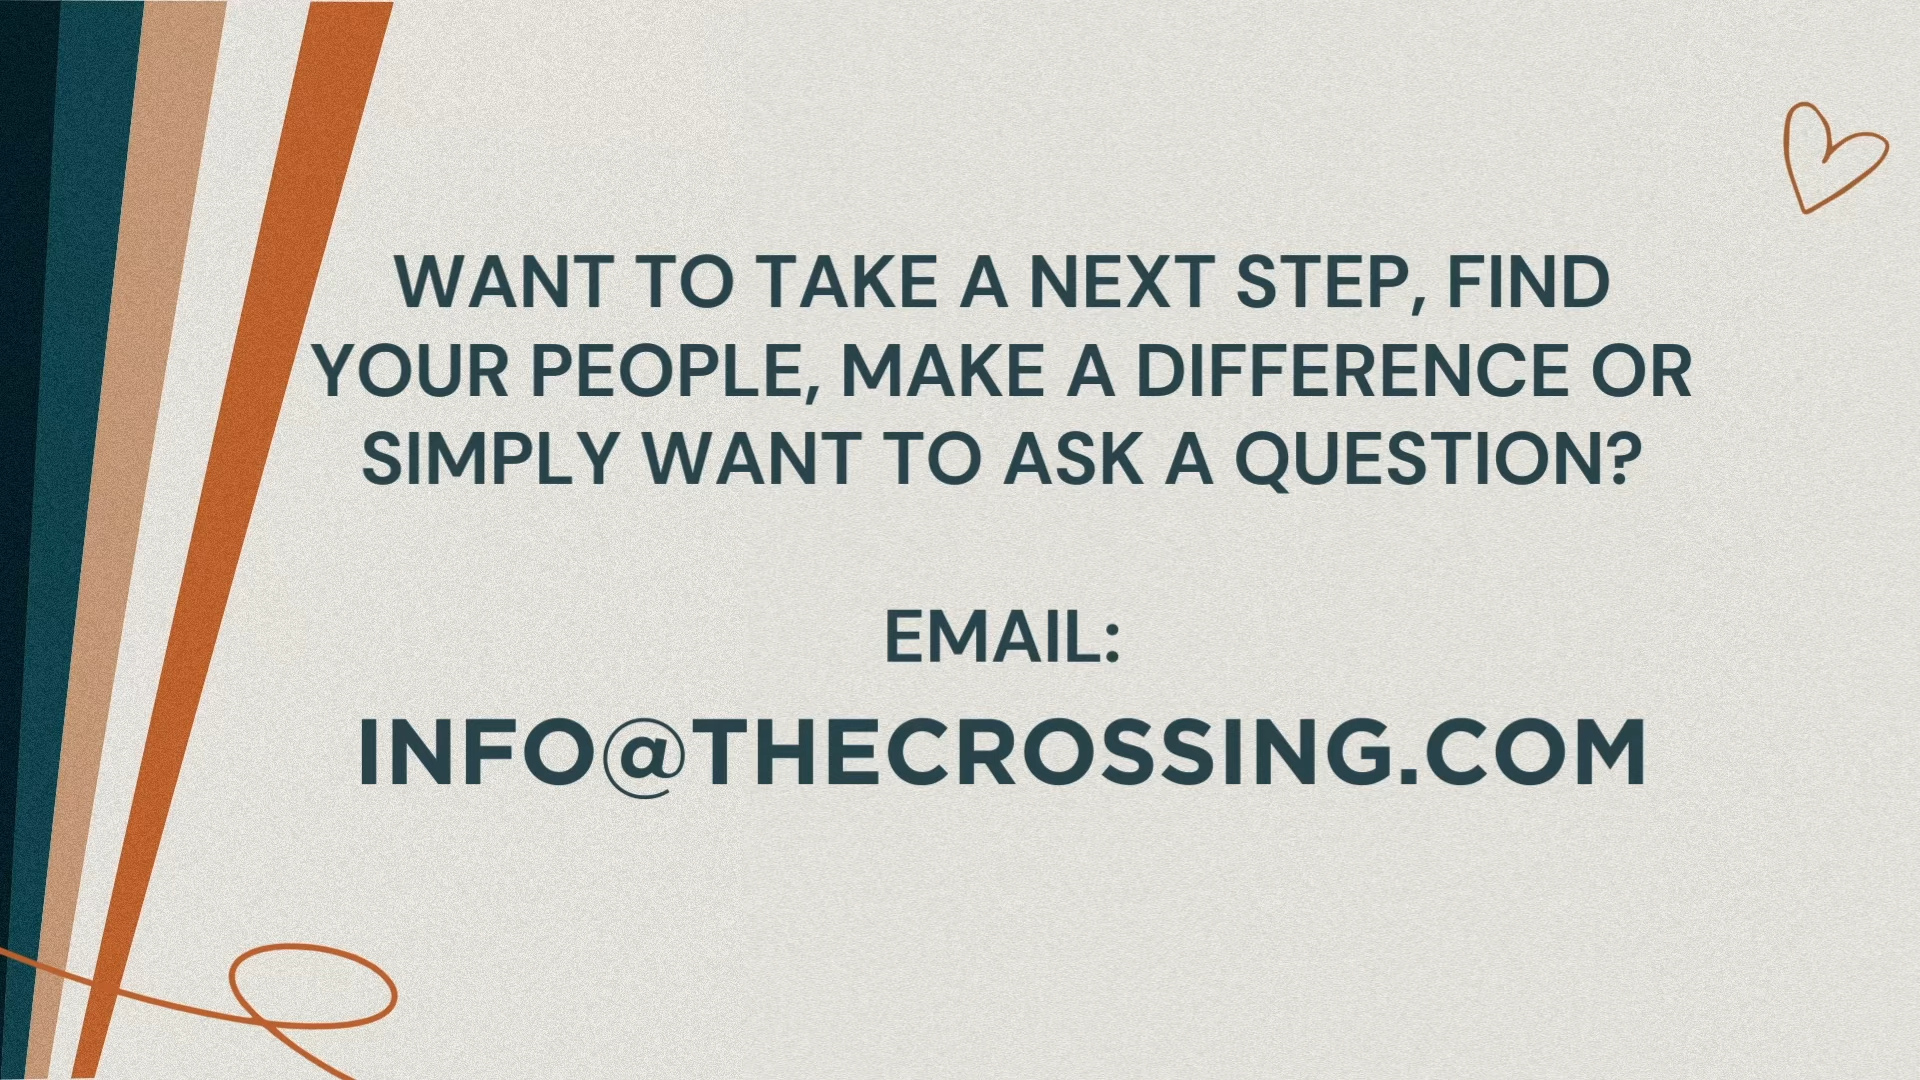 WANT TO TAKE A NEXT STEP, FIND
YOUR PEOPLE, MAKE A DIFFERENCE OR
SIMPLY WANT TO ASK A QUESTION?
EMAIL:
INFO@THECROSSING.COM